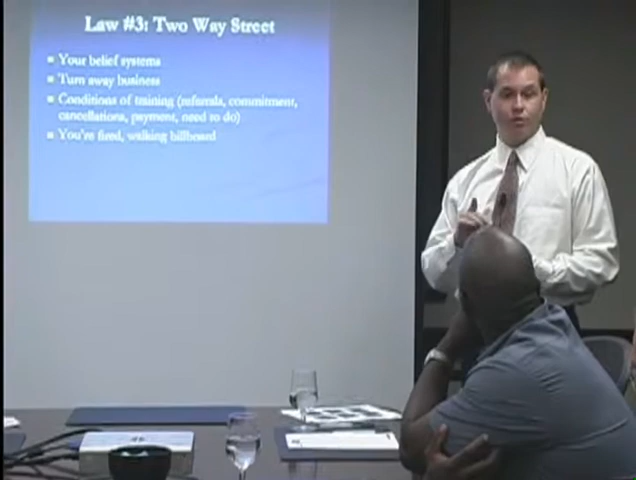 Law #3: Two Way Street
Your belief systems
Turn away business
Conditions of training (referrals, commitment,
cancellations, payment, need to do)
You're fired, walking billboard